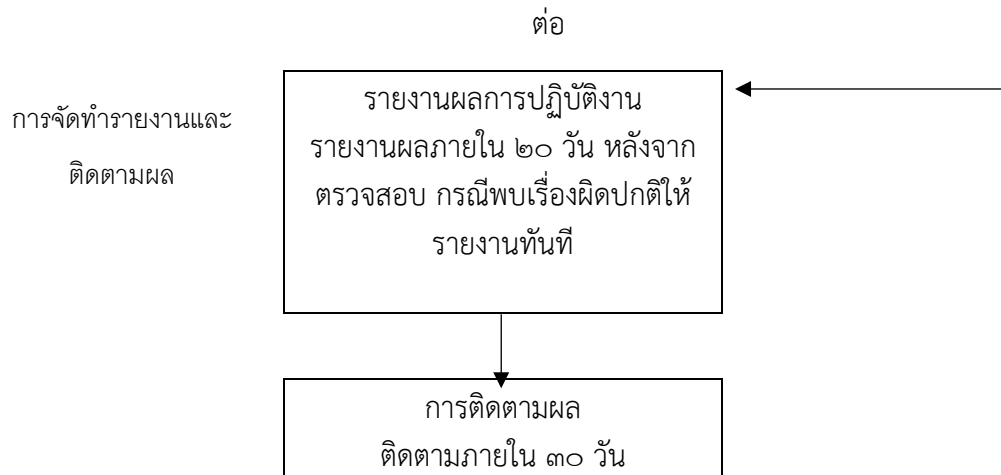 ต่อ
การจัดทำรายงานและ
ติดตามผล
รายงานผลการปฏิบัติงาน
รายงานผลภายใน ๒๐ วัน หลังจาก
ตรวจสอบ กรณีพบเรื่องผิดปกติให้
รายงานทันที
การติดตามผล
ติดตามภายใน ๓๐ วัน